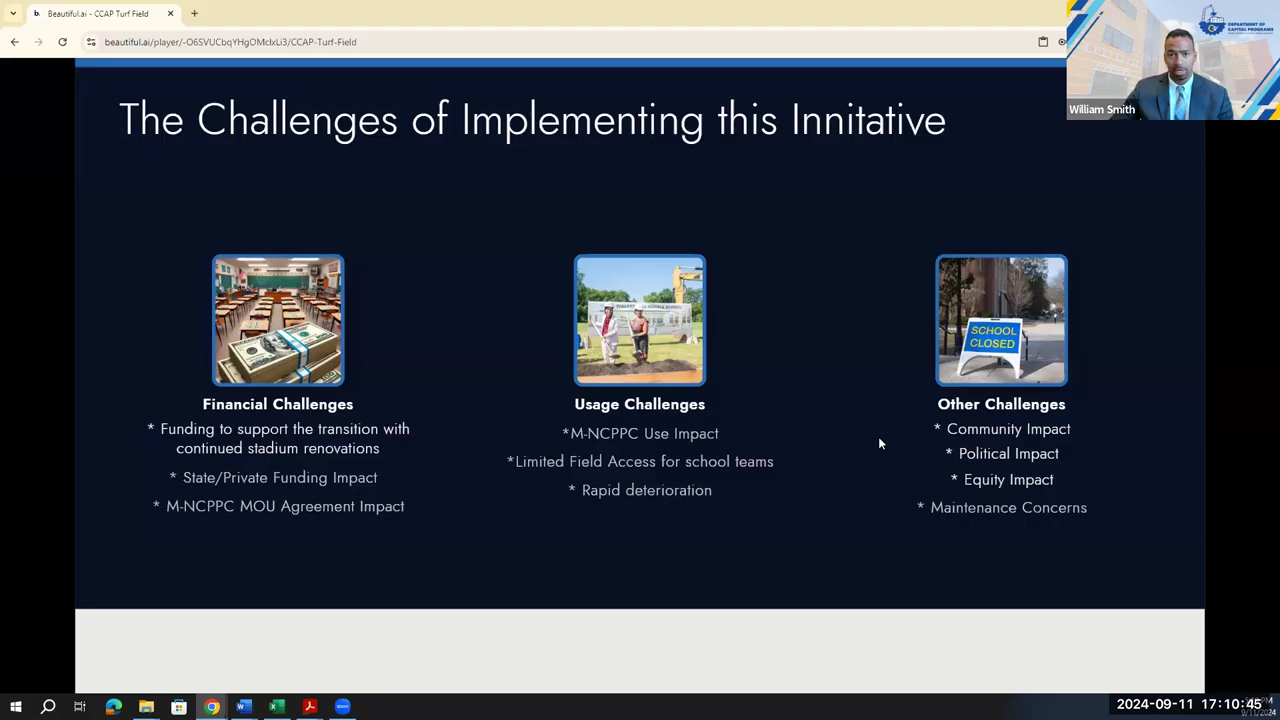 Beautiful.ai - CCAP Turf Field
beautiful.ai/player/-O6SVUCbqYHgOMclxLi3/CCAP-Turf-Field
DEPARTMENT OF
CAPITAL PROGRAMS
William Smith
The Challenges of Implementing this Innitative
SCHOOL
CLOSED
Financial Challenges
* Funding to support the transition with
continued stadium renovations
* State/Private Funding Impact
* M-NCPPC MOU Agreement Impact
Usage Challenges
*M-NCPPC Use Impact
*Limited Field Access for school teams
* Rapid deterioration
Other Challenges
* Community Impact
* Political Impact
* Equity Impact
* Maintenance Concerns
2024-09-11 17:10:45
9/11/2024